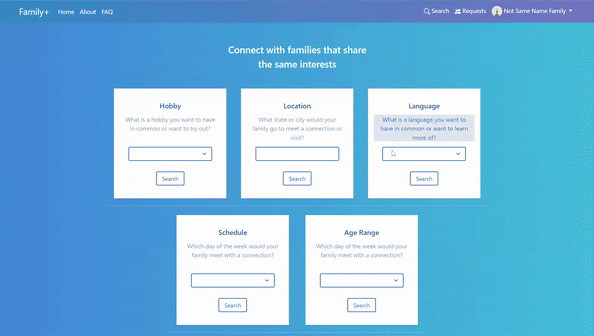 Family+ Home About FAQ Search Requests Not Same Name Family
Connect with families that share
the same interests
Hobby
What is a hobby you want to have
in common or want to try out?
Search
Location
What state or city would your
family go to meet a connection or
visit?
Search
Language
What is a language you want to
have in common or want to learn
more of?
Search
Schedule
Which day of the week would your
family meet with a connection?
Search
Age Range
Which day of the week would your
family meet with a connection?
Search